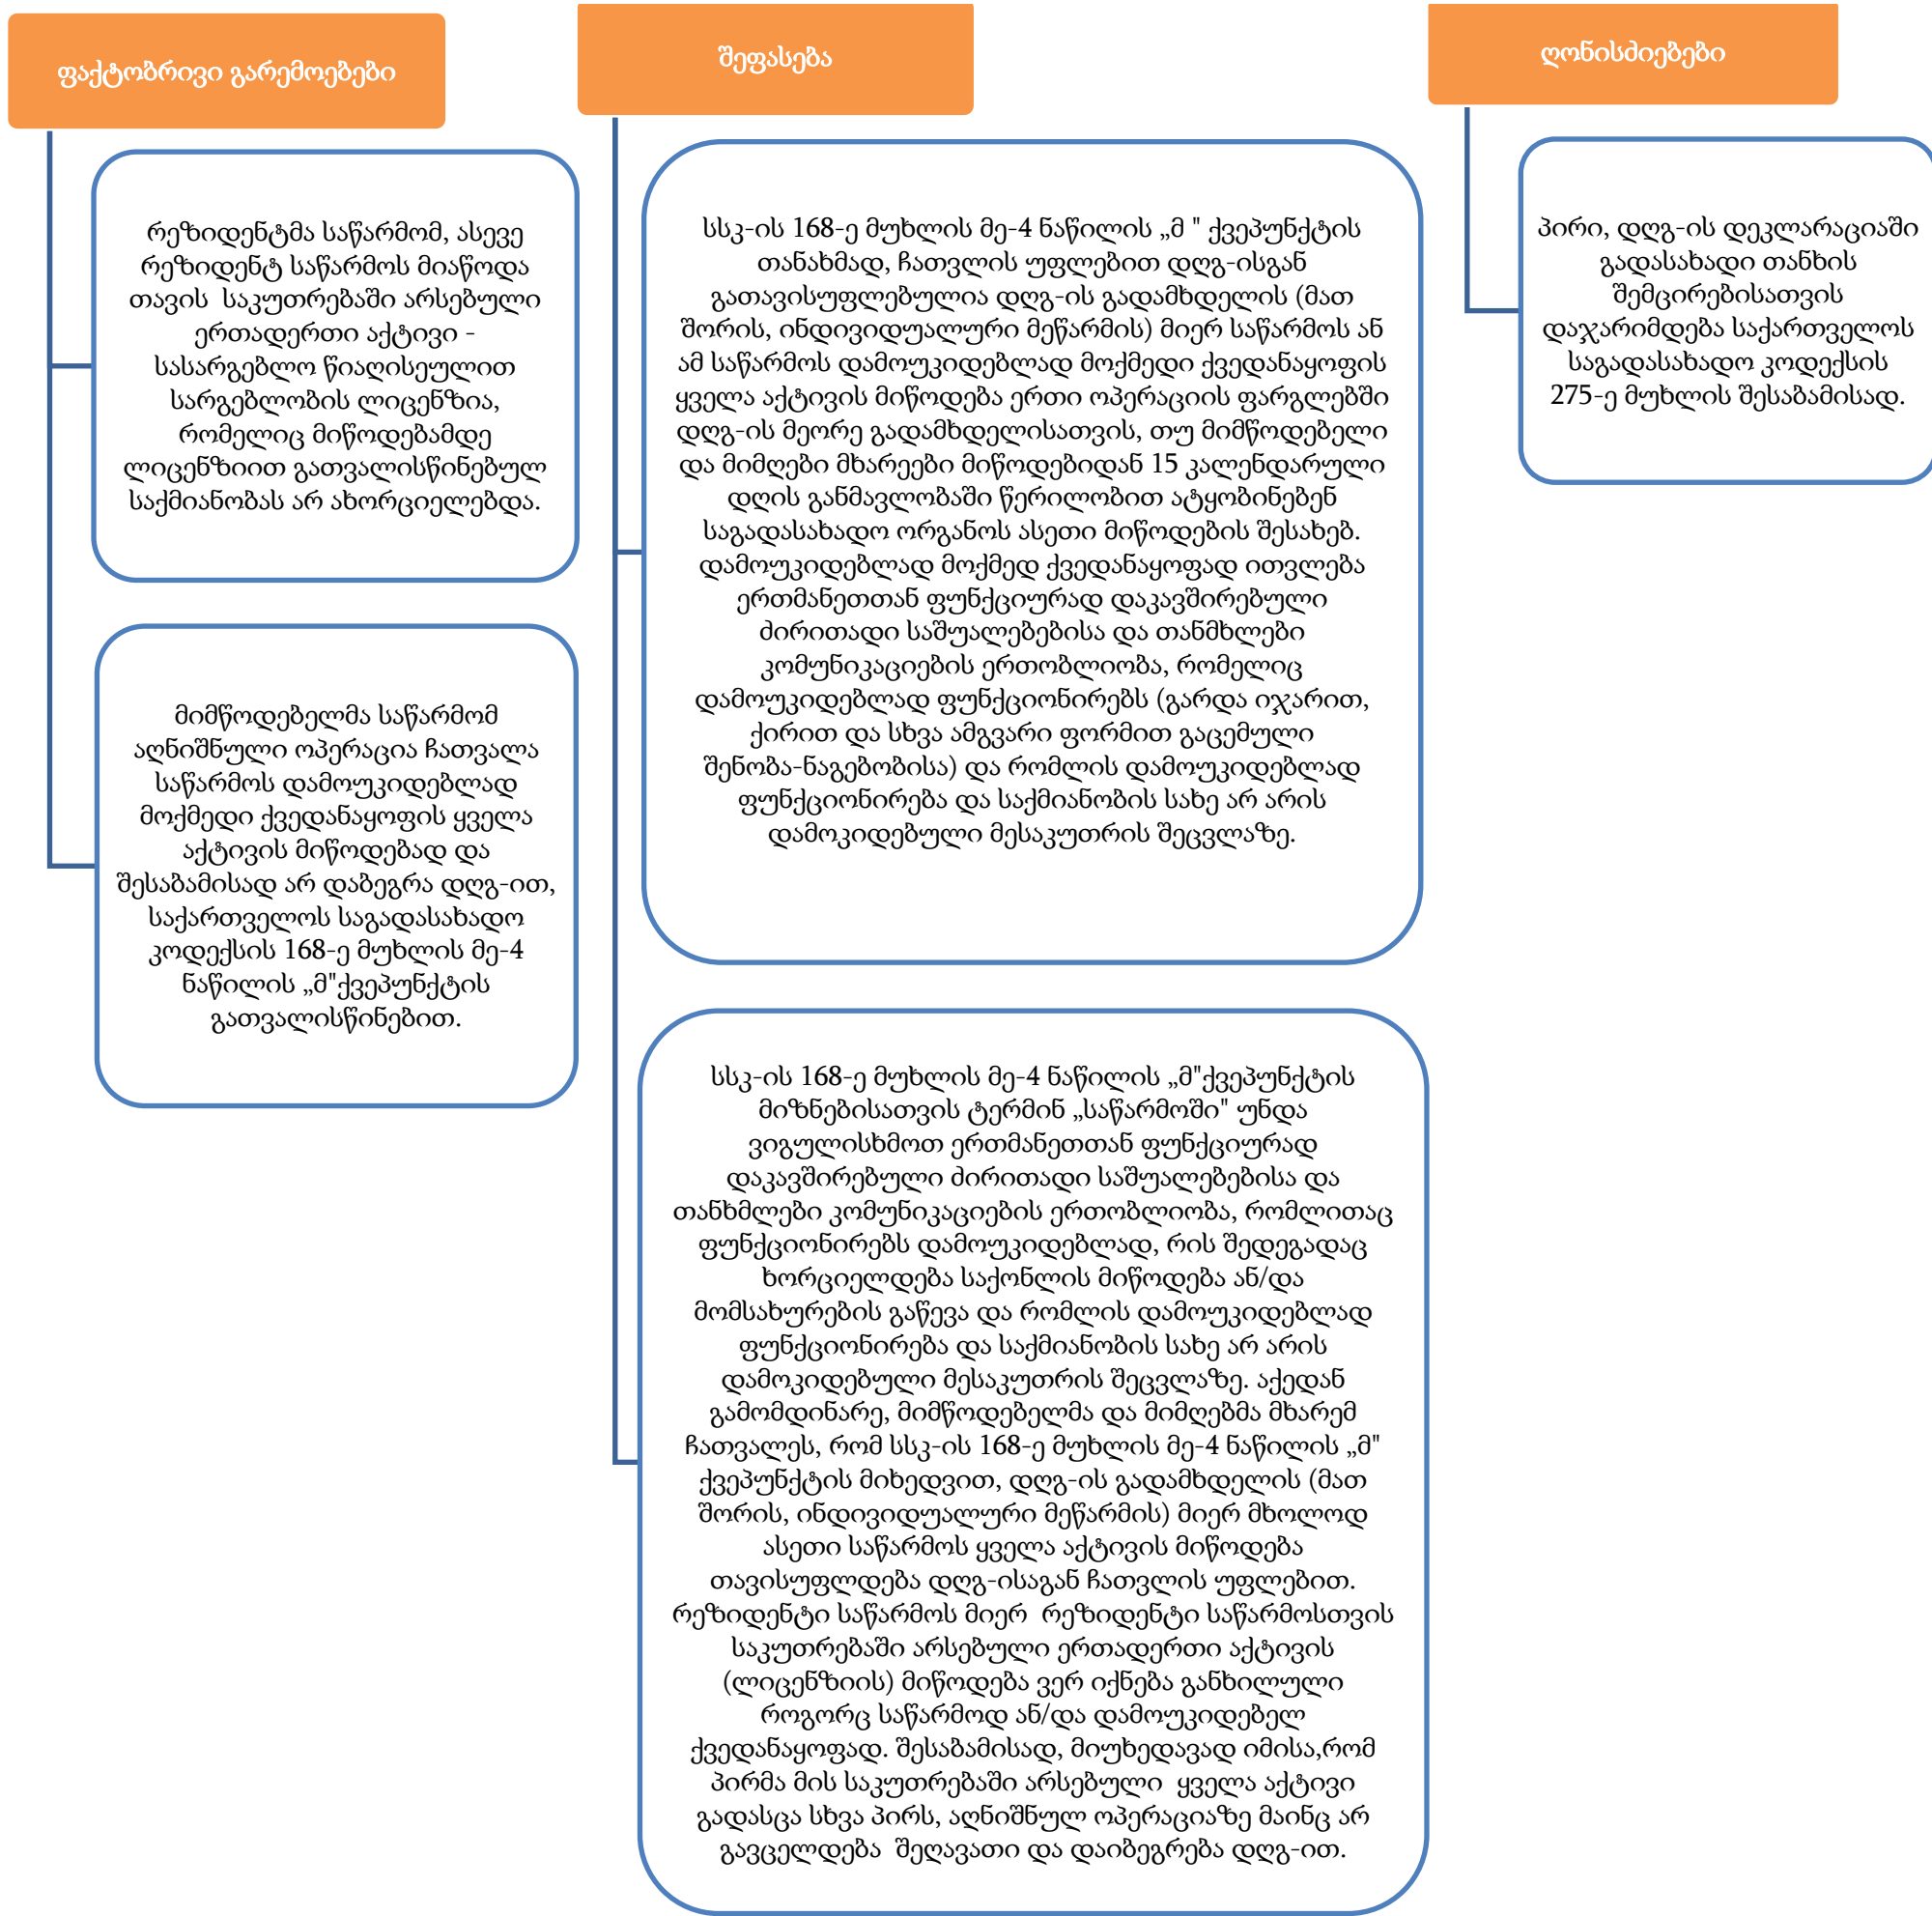 ფაქტობრივი გარემოებები
რეზიდენტმა საწარმომ, ასევე
რეზიდენტ საწარმოს მიაწოდა
თავის საკუთრებაში არსებული
ერთადერთი აქტივი -
სასარგებლო წიაღისეულით
სარგებლობის ლიცენზია,
რომელიც მიწოდებამდე
ლიცენზიით გათვალისწინებულ
საქმიანობას არ ახორციელებდა.
მიმწოდებელმა საწარმომ
აღნიშნული ოპერაცია ჩათვალა
საწარმოს დამოუკიდებლად
მოქმედი ქვედანაყოფის ყველა
აქტივის მიწოდებად და
შესაბამისად არ დაბეგრა დღგ-ით,
საქართველოს საგადასახადო
კოდექსის 168-ე მუხლის მე-4
ნაწილის „მ"ქვეპუნქტის
გათვალისწინებით.
შეფასება
სსკ-ის 168-ე მუხლის მე-4 ნაწილის „მ " ქვეპუნქტის
თანახმად, ჩათვლის უფლებით დღგ-ისგან
გათავისუფლებულია დღგ-ის გადამხდელის (მათ
შორის, ინდივიდუალური მეწარმის) მიერ საწარმოს ან
ამ საწარმოს დამოუკიდებლად მოქმედი ქვედანაყოფის
ყველა აქტივის მიწოდება ერთი ოპერაციის ფარგლებში
დღგ-ის მეორე გადამხდელისათვის, თუ მიმწოდებელი
და მიმღები მხარეები მიწოდებიდან 15 კალენდარული
დღის განმავლობაში წერილობით ატყობინებენ
საგადასახადო ორგანოს ასეთი მიწოდების შესახებ.
დამოუკიდებლად მოქმედ ქვედანაყოფად ითვლება
ერთმანეთთან ფუნქციურად დაკავშირებული
ძირითადი საშუალებებისა და თანმხლები
კომუნიკაციების ერთობლიობა, რომელიც
დამოუკიდებლად ფუნქციონირებს (გარდა იჯარით,
ქირით და სხვა ამგვარი ფორმით გაცემული
შენობა-ნაგებობისა) და რომლის დამოუკიდებლად
ფუნქციონირება და საქმიანობის სახე არ არის
დამოკიდებული მესაკუთრის შეცვლაზე.
სსკ-ის 168-ე მუხლის მე-4 ნაწილის „მ"ქვეპუნქტის
მიზნებისათვის ტერმინ „საწარმოში" უნდა
ვიგულისხმოთ ერთმანეთთან ფუნქციურად
დაკავშირებული ძირითადი საშუალებებისა და
თანხმლები კომუნიკაციების ერთობლიობა, რომლითაც
ფუნქციონირებს დამოუკიდებლად, რის შედეგადაც
ხორციელდება საქონლის მიწოდება ან/და
მომსახურების გაწევა და რომლის დამოუკიდებლად
ფუნქციონირება და საქმიანობის სახე არ არის
დამოკიდებული მესაკუთრის შეცვლაზე. აქედან
გამომდინარე, მიმწოდებელმა და მიმღებმა მხარემ
ჩათვალეს, რომ სსკ-ის 168-ე მუხლის მე-4 ნაწილის „მ"
ქვეპუნქტის მიხედვით, დღგ-ის გადამხდელის (მათ
შორის, ინდივიდუალური მეწარმის) მიერ მხოლოდ
ასეთი საწარმოს ყველა აქტივის მიწოდება
თავისუფლდება დღგ-ისაგან ჩათვლის უფლებით.
რეზიდენტი საწარმოს მიერ რეზიდენტი საწარმოსთვის
საკუთრებაში არსებული ერთადერთი აქტივის
(ლიცენზიის) მიწოდება ვერ იქნება განხილული
როგორც საწარმოდ ან/და დამოუკიდებელ
ქვედანაყოფად. შესაბამისად, მიუხედავად იმისა,რომ
პირმა მის საკუთრებაში არსებული ყველა აქტივი
გადასცა სხვა პირს, აღნიშნულ ოპერაციაზე მაინც არ
გავცელდება შეღავათი და დაიბეგრება დღგ-ით.
ღონისძიებები
პირი, დღგ-ის დეკლარაციაში
გადასახადი თანხის
შემცირებისათვის
დაჯარიმდება საქართველოს
საგადასახადო კოდექსის
275-ე მუხლის შესაბამისად.